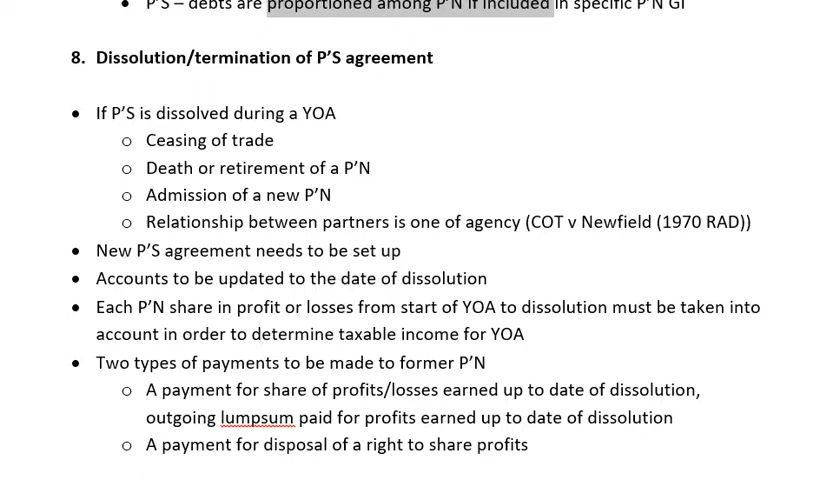 • P'S – debts are proportioned among P'N if included in specific P'N GI
8. Dissolution/termination of P'S agreement
• If P'S is dissolved during a YOA
o Ceasing of trade
o Death or retirement of a P'N
o Admission of a new P'N
o Relationship between partners is one of agency (COT v Newfield (1970 RAD))
• New P'S agreement needs to be set up
• Accounts to be updated to the date of dissolution
• Each P'N share in profit or losses from start of YOA to dissolution must be taken into
account in order to determine taxable income for YOA
• Two types of payments to be made to former P'N
o A payment for share of profits/losses earned up to date of dissolution,
outgoing lumpsum paid for profits earned up to date of dissolution
o A payment for disposal of a right to share profits